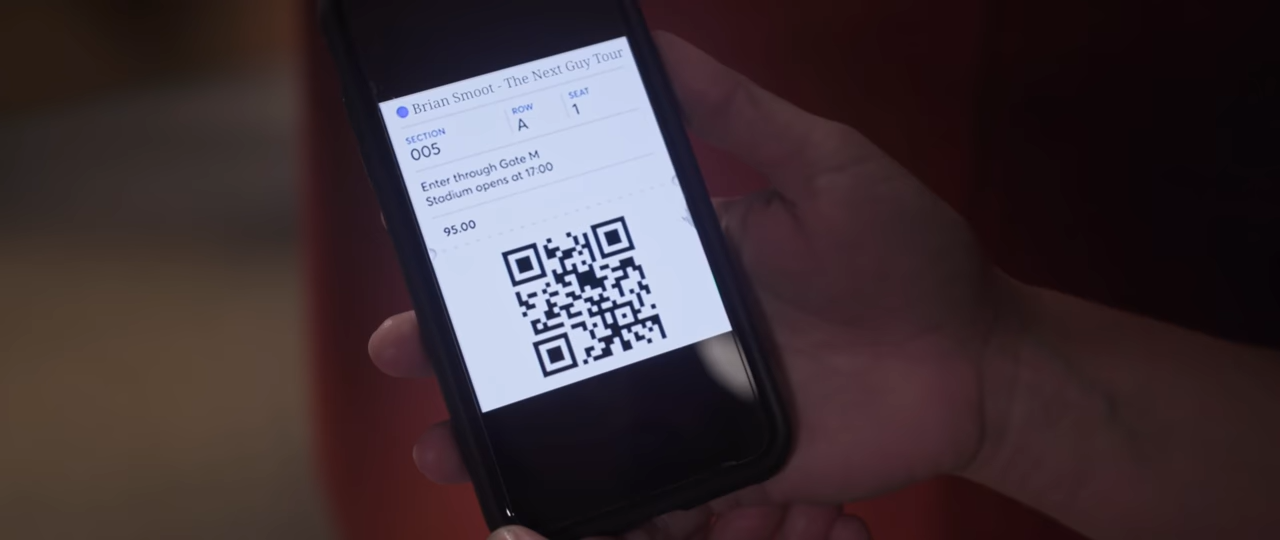 Brian Smoot - The Next Guy Tour
SECTION ROW SEAT
005 A 1
Enter through Gate M
Stadium opens at 17:00
95.00